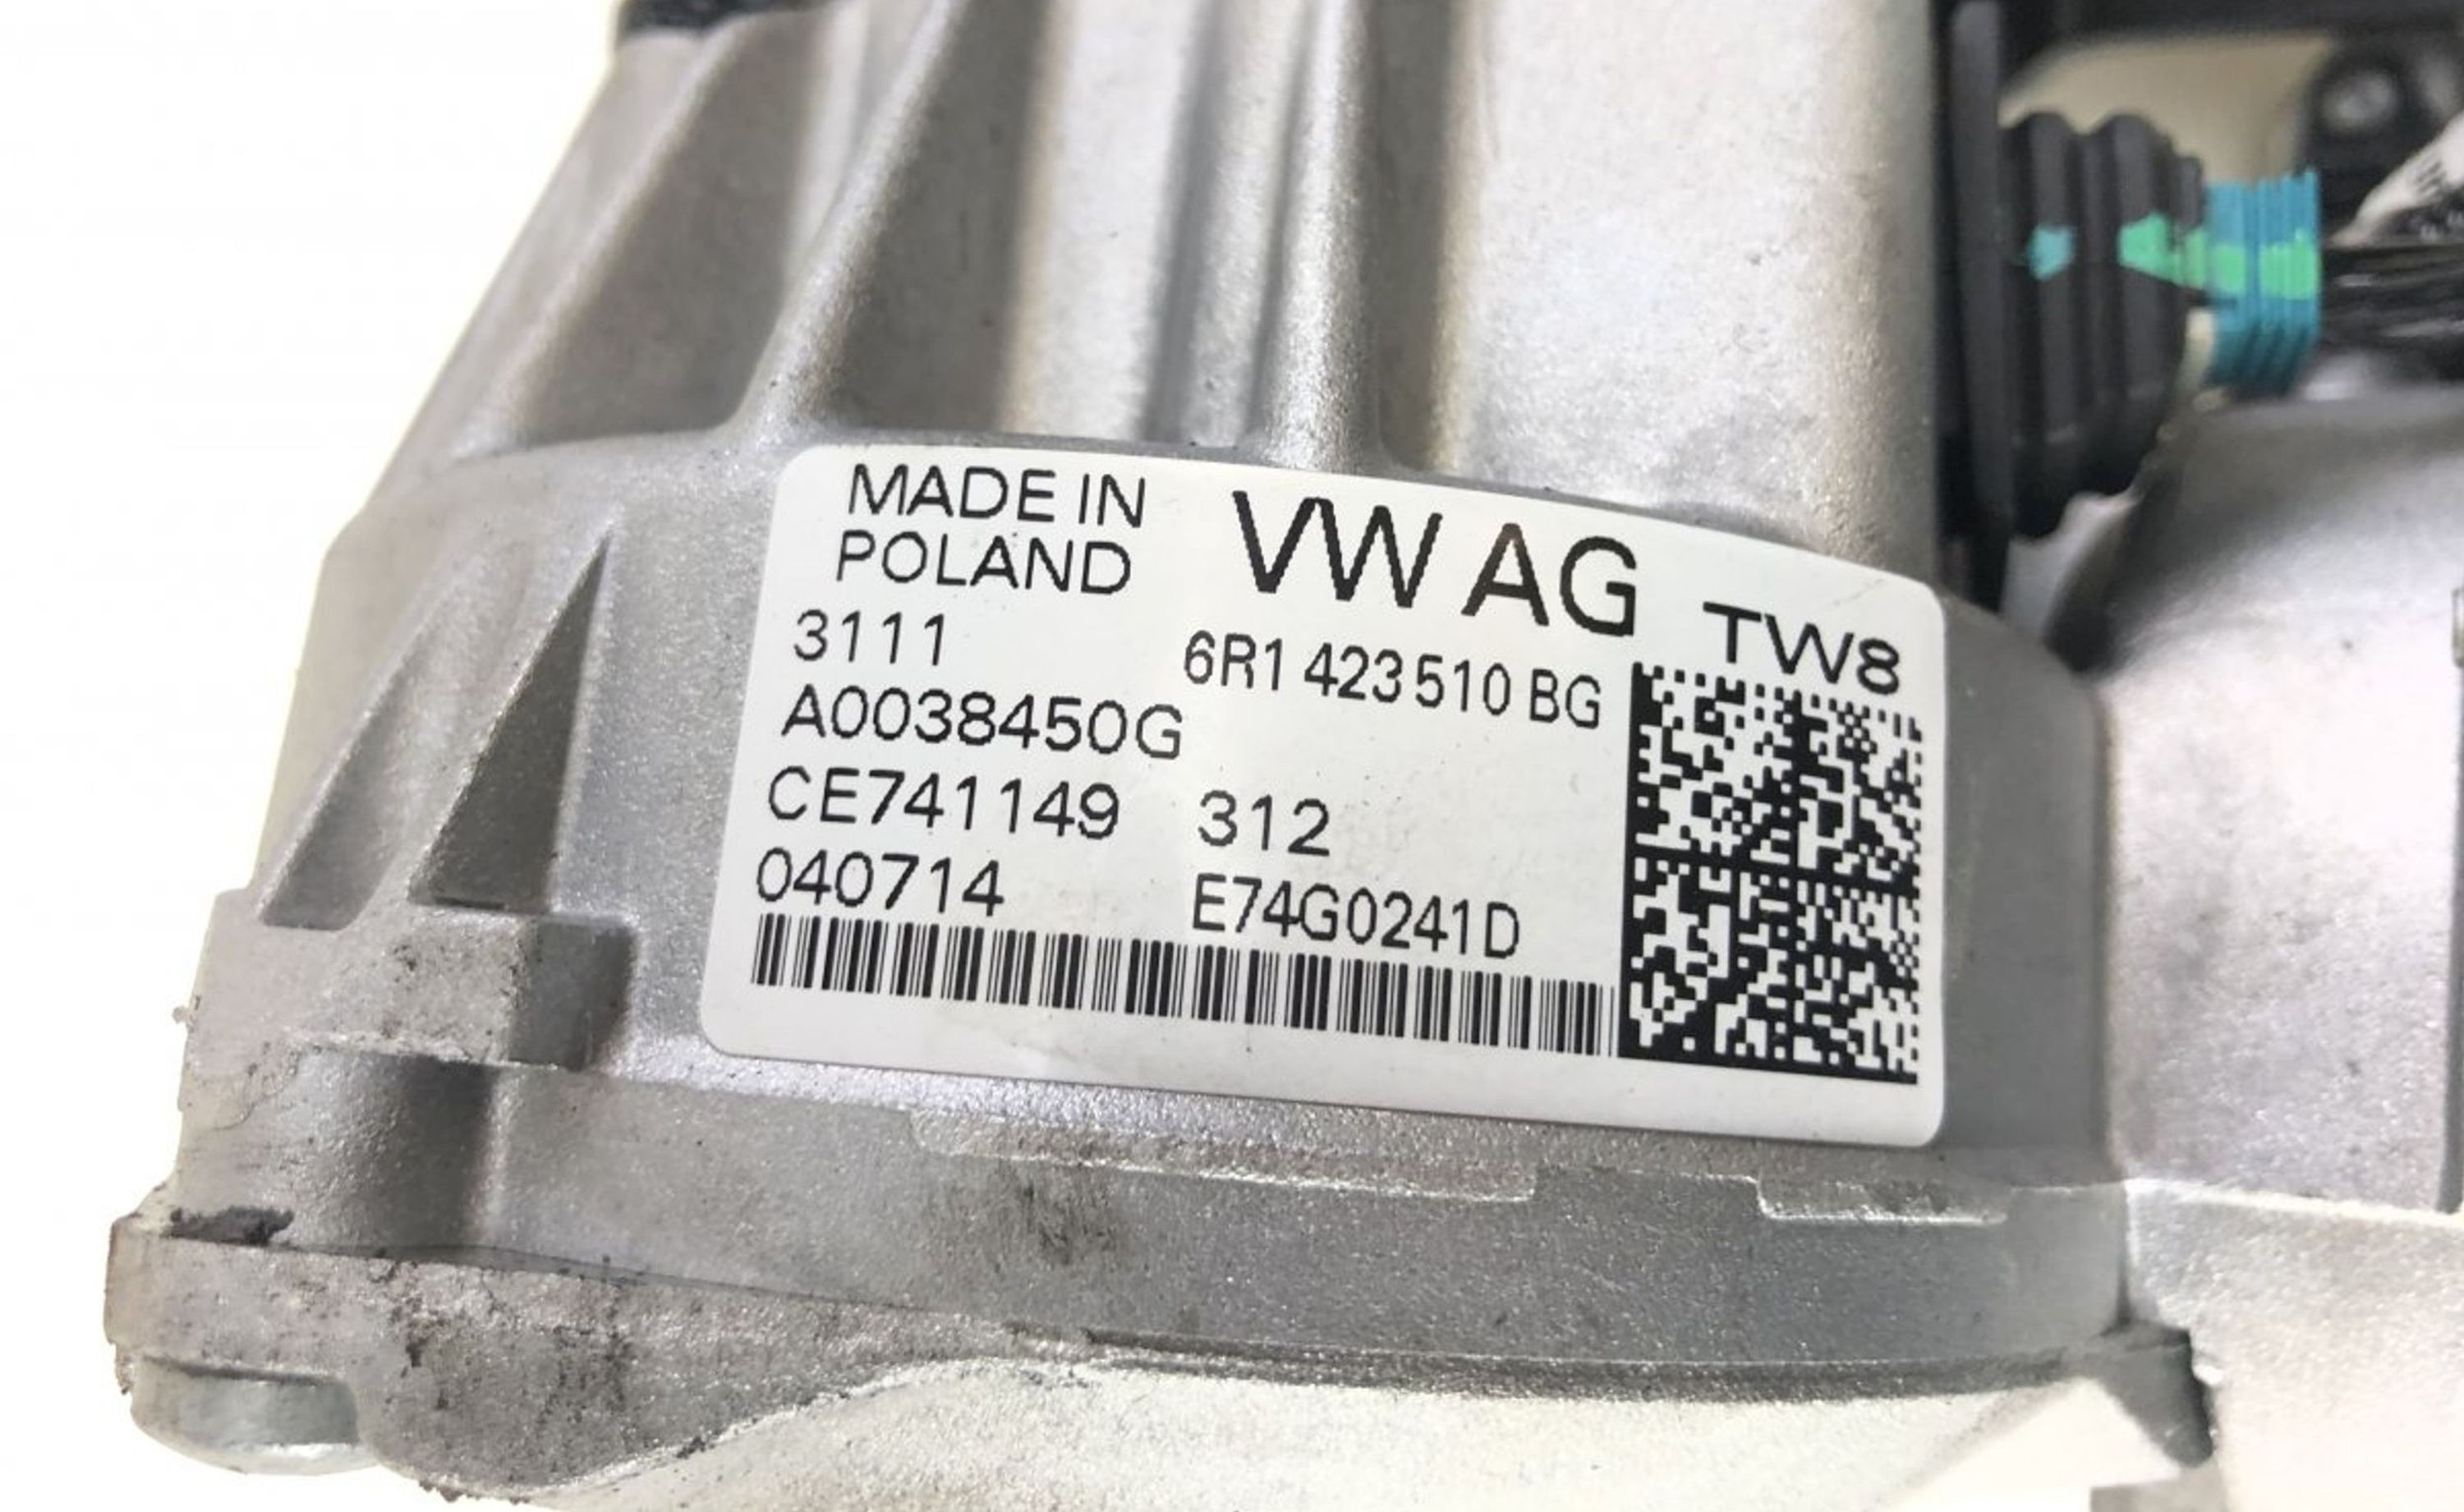 MADE IN
POLAND
VW AG
TW8
3111
6R1 423 510 BG
A0038450G
CE741149
312
040714
E74G0241D